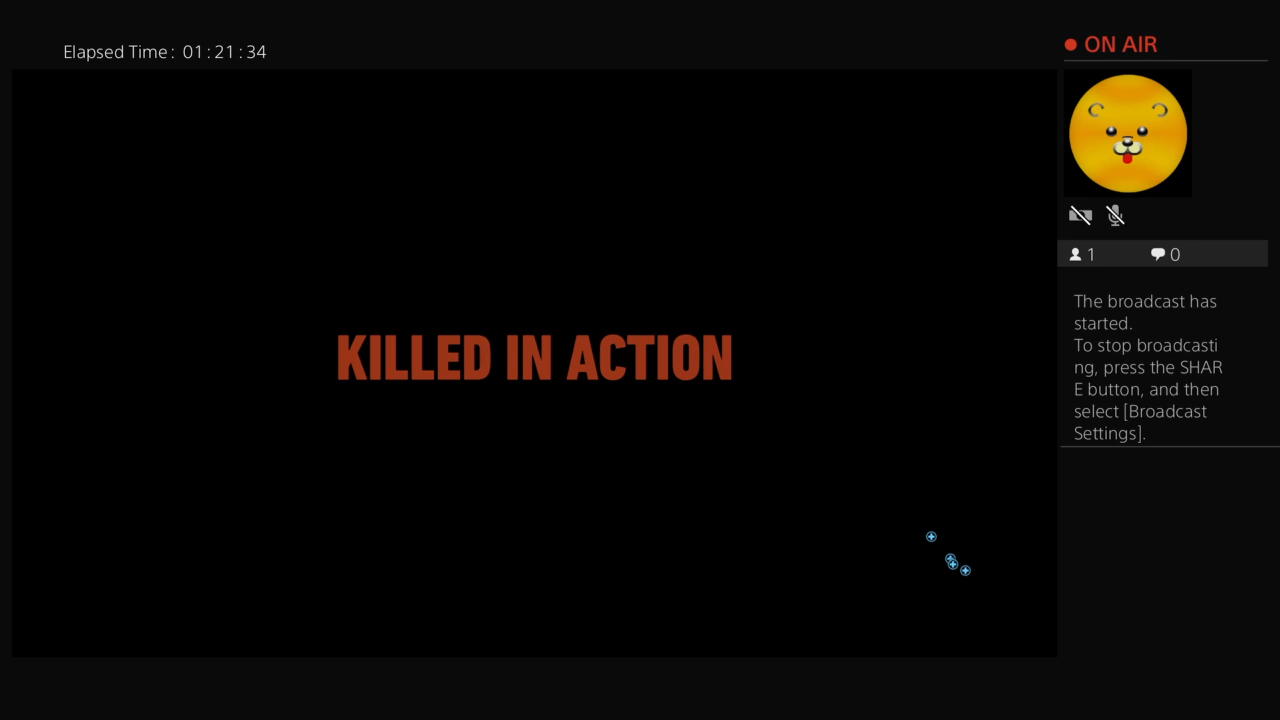 Elapsed Time: 01:21:34
ON AIR
1
0
The broadcast has
started.
To stop broadcasti
ng, press the SHAR
E button, and then
select [Broadcast
Settings].
KILLED IN ACTION